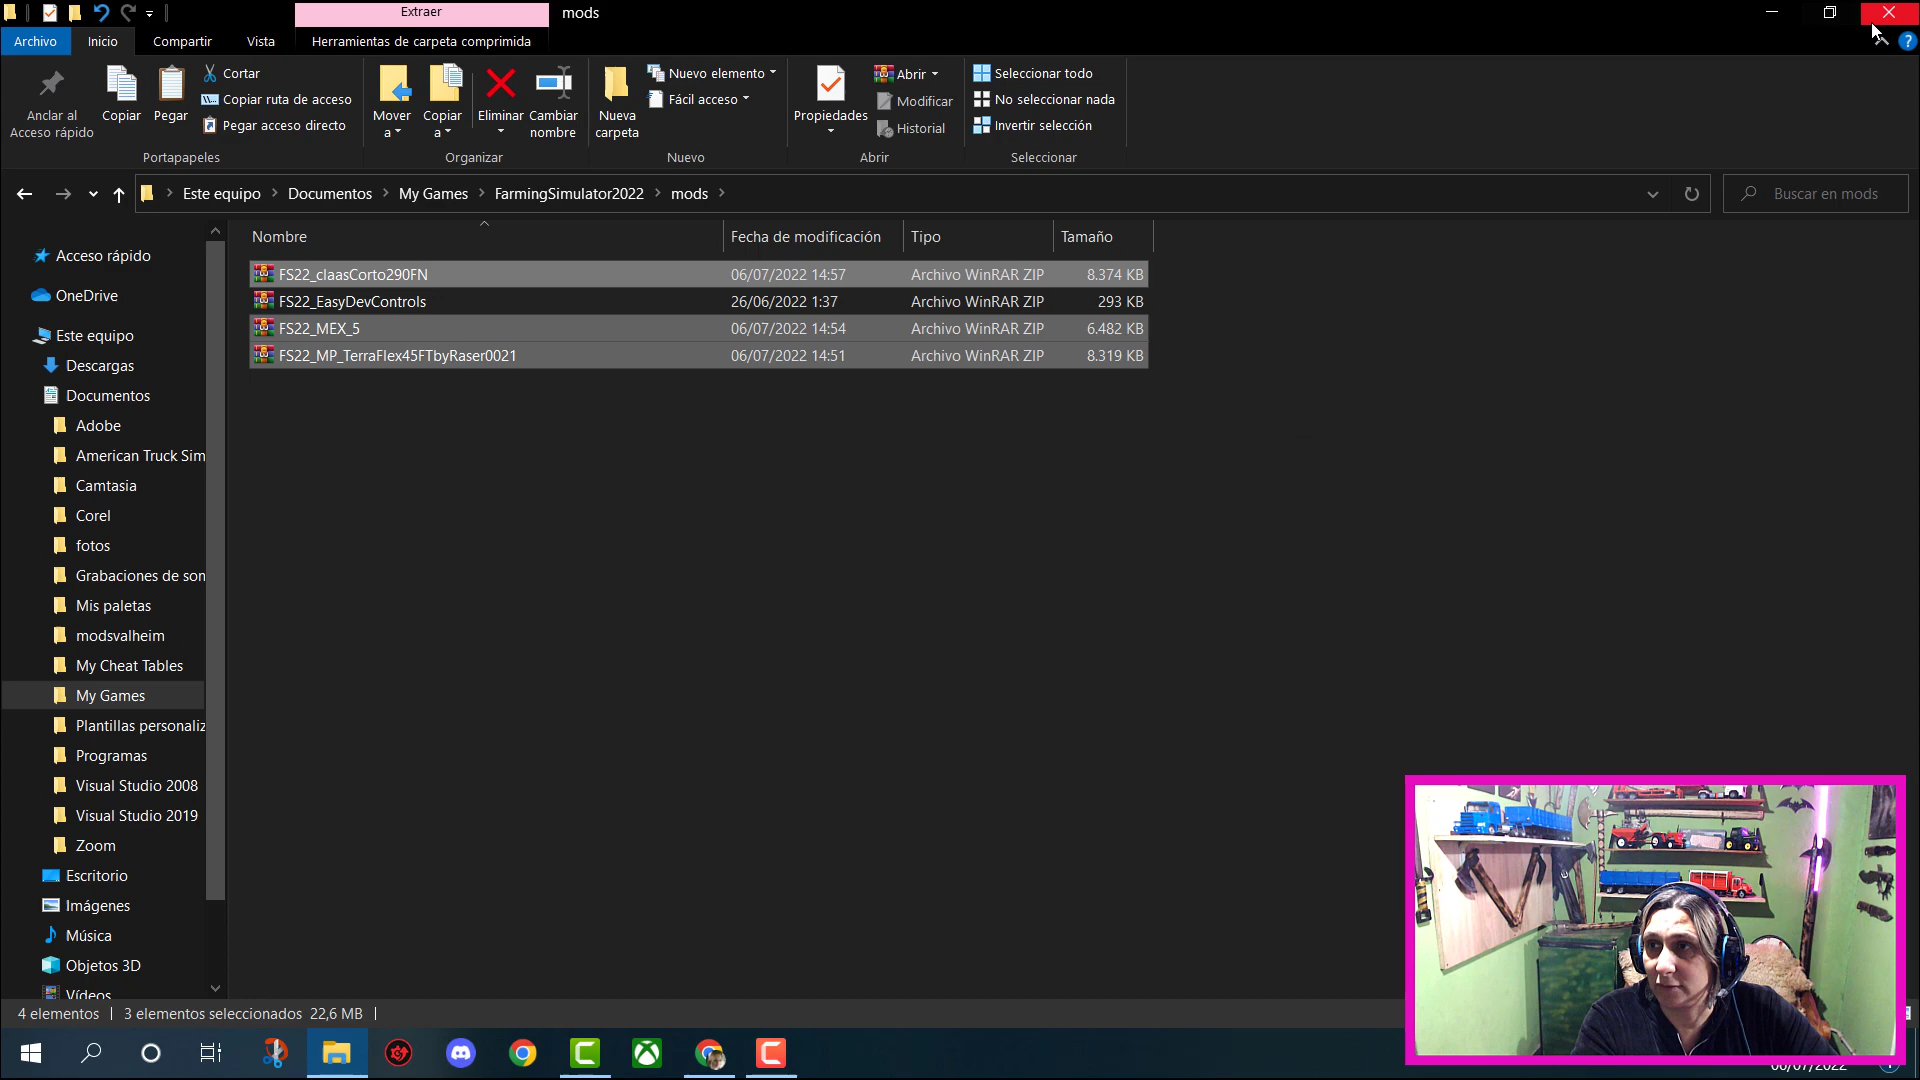 Extraer
mods
Archivo
Inicio
Compartir
Vista
Herramientas de carpeta comprimida
Anclar al
Acceso rápido
Copiar
Pegar
Cortar
Copiar ruta de acceso
Pegar acceso directo
Portapapeles
Mover
a
Copiar
a
Eliminar
Cambiar
nombre
Organizar
Nueva
carpeta
Nuevo elemento
Fácil acceso
Nuevo
Propiedades
Abrir
Modificar
Historial
Abrir
Seleccionar todo
No seleccionar nada
Invertir selección
Seleccionar
Este equipo > Documentos > My Games > FarmingSimulator2022 > mods >
Buscar en mods
Nombre Fecha de modificación Tipo Tamaño
FS22_claasCorto290FN 06/07/2022 14:57 Archivo WinRAR ZIP 8.374 KB
FS22_EasyDevControls 26/06/2022 1:37 Archivo WinRAR ZIP 293 KB
FS22_MEX_5 06/07/2022 14:54 Archivo WinRAR ZIP 6.482 KB
FS22_MP_TerraFlex45FTbyRaser0021 06/07/2022 14:51 Archivo WinRAR ZIP 8.319 KB
Acceso rápido
OneDrive
Este equipo
Descargas
Documentos
Adobe
American Truck Sim
Camtasia
Corel
fotos
Grabaciones de son
Mis paletas
modsvalheim
My Cheat Tables
My Games
Plantillas personaliz
Programas
Visual Studio 2008
Visual Studio 2019
Zoom
Escritorio
Imágenes
Música
Objetos 3D
Vídeos
4 elementos
3 elementos seleccionados 22,6 MB
06/07/2022